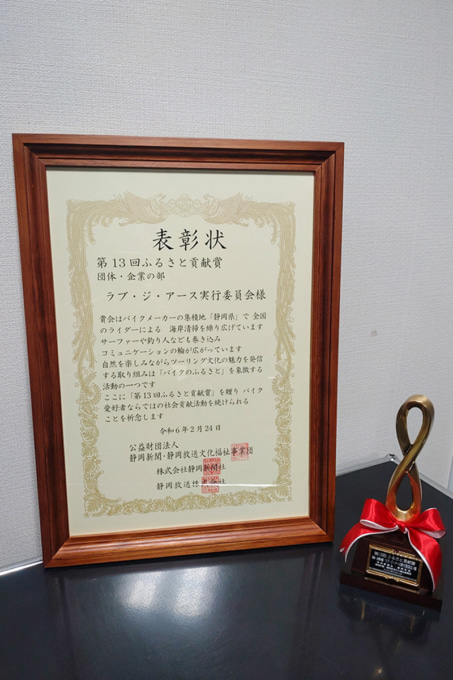 表彰状
第13回ふるさと貢献賞
団体・企業の部
ラブ・ジ・アース実行委員会様
貴会はバイクメーカーの集積地「静岡県」で 全国
のライダーによる 海岸清掃を繰り広げています
サーファーや釣り人なども巻き込み
コミュニケーションの輪が広がっています
自然を楽しみながらツーリング文化の魅力を発信
する取り組みは「バイクのふるさと」を象徴する
活動の一つです
ここに「第13回ふるさと貢献賞」を贈り バイク
愛好者ならではの社会貢献活動を続けられる
ことを祈念します
令和6年2月24日
公益財団法人
静岡新聞・静岡放送文化福祉事業団
株式会社静岡新聞社
静岡放送株式会社